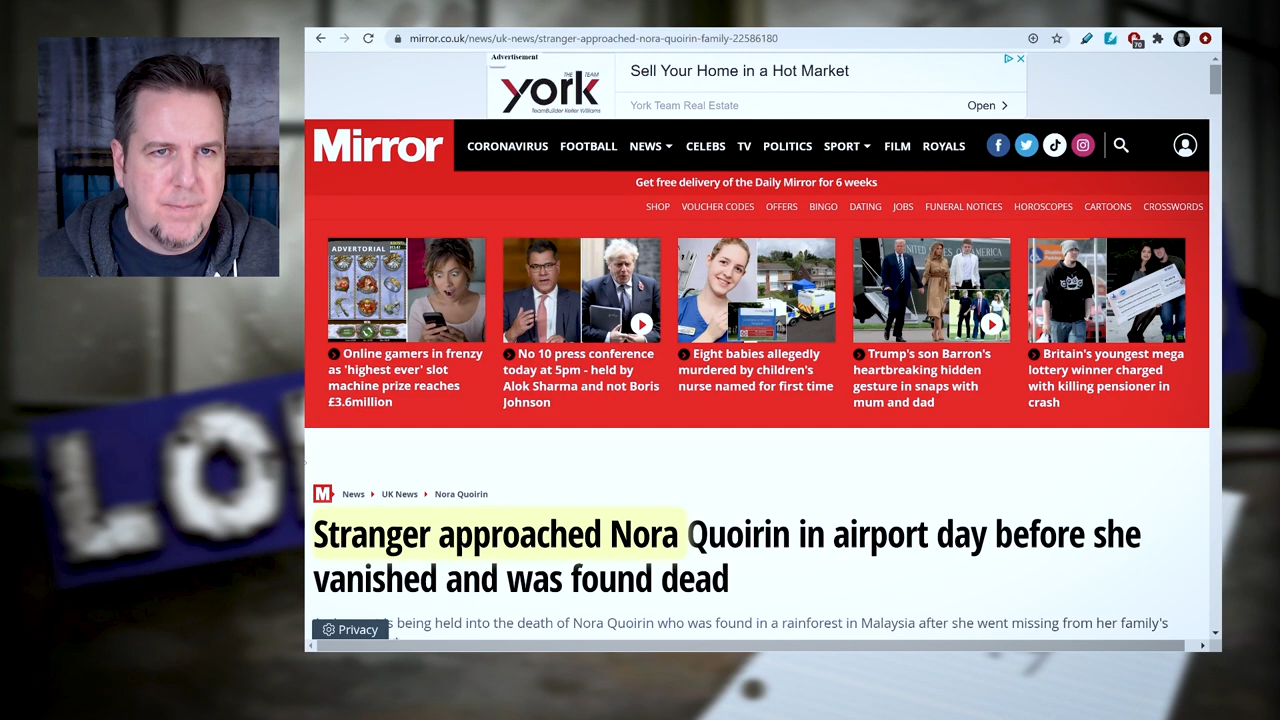 mirror.co.uk/news/uk-news/stranger-approached-nora-quoirin-family-22586180
70
Advertisement
THE york TEAM
TeamBuilder Keller Williams
Sell Your Home in a Hot Market
York Team Real Estate
Open
Mirror
CORONAVIRUS FOOTBALL NEWS CELEBS TV POLITICS SPORT FILM ROYALS
Get free delivery of the Daily Mirror for 6 weeks
SHOP VOUCHER CODES OFFERS BINGO DATING JOBS FUNERAL NOTICES HOROSCOPES CARTOONS CROSSWORDS
ADVERTORIAL
Online gamers in frenzy
as 'highest ever' slot
machine prize reaches
£3.6million
No 10 press conference
today at 5pm - held by
Alok Sharma and not Boris
Johnson
Eight babies allegedly
murdered by children's
nurse named for first time
Trump's son Barron's
heartbreaking hidden
gesture in snaps with
mum and dad
Britain's youngest mega
lottery winner charged
with killing pensioner in
crash
M News UK News Nora Quoirin
Stranger approached Nora Quoirin in airport day before she
vanished and was found dead
being held into the death of Nora Quoirin who was found in a rainforest in Malaysia after she went missing from her family's
Privacy
LO